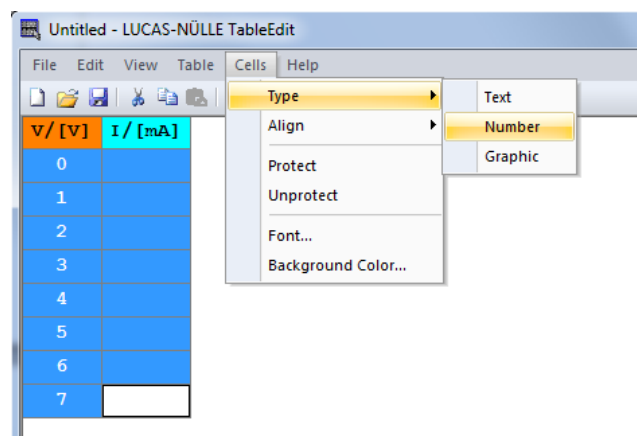 Untitled - LUCAS-NÜLLE TableEdit
File Edit View Table Cells Help
Type
Text
Align
Number
Graphic
Protect
Unprotect
Font...
Background Color...
V/[V] I/[mA]
0
1
2
3
4
5
6
7